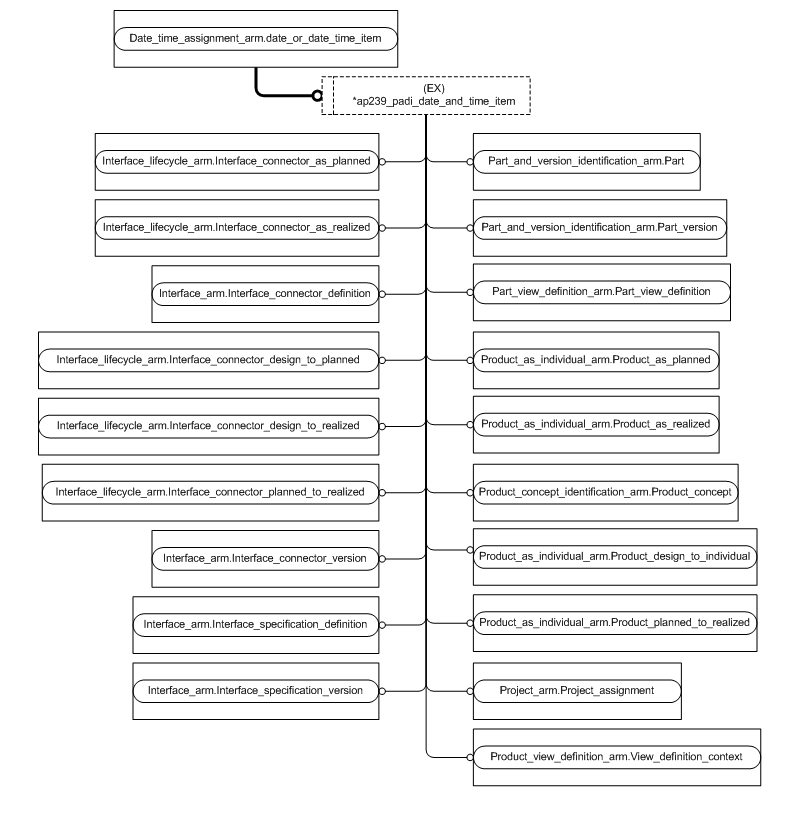 Date_time_assignment_arm.date_or_date_time_item
(EX)
*ap239_padi_date_and_time_item
Interface_lifecycle_arm.Interface_connector_as_planned
Part_and_version_identification_arm.Part
Interface_lifecycle_arm.Interface_connector_as_realized
Part_and_version_identification_arm.Part_version
Interface_arm.Interface_connector_definition
Part_view_definition_arm.Part_view_definition
Interface_lifecycle_arm.Interface_connector_design_to_planned
Product_as_individual_arm.Product_as_planned
Interface_lifecycle_arm.Interface_connector_design_to_realized
Product_as_individual_arm.Product_as_realized
Interface_lifecycle_arm.Interface_connector_planned_to_realized
Product_concept_identification_arm.Product_concept
Interface_arm.Interface_connector_version
Product_as_individual_arm.Product_design_to_individual
Interface_arm.Interface_specification_definition
Product_as_individual_arm.Product_planned_to_realized
Interface_arm.Interface_specification_version
Project_arm.Project_assignment
Product_view_definition_arm.View_definition_context